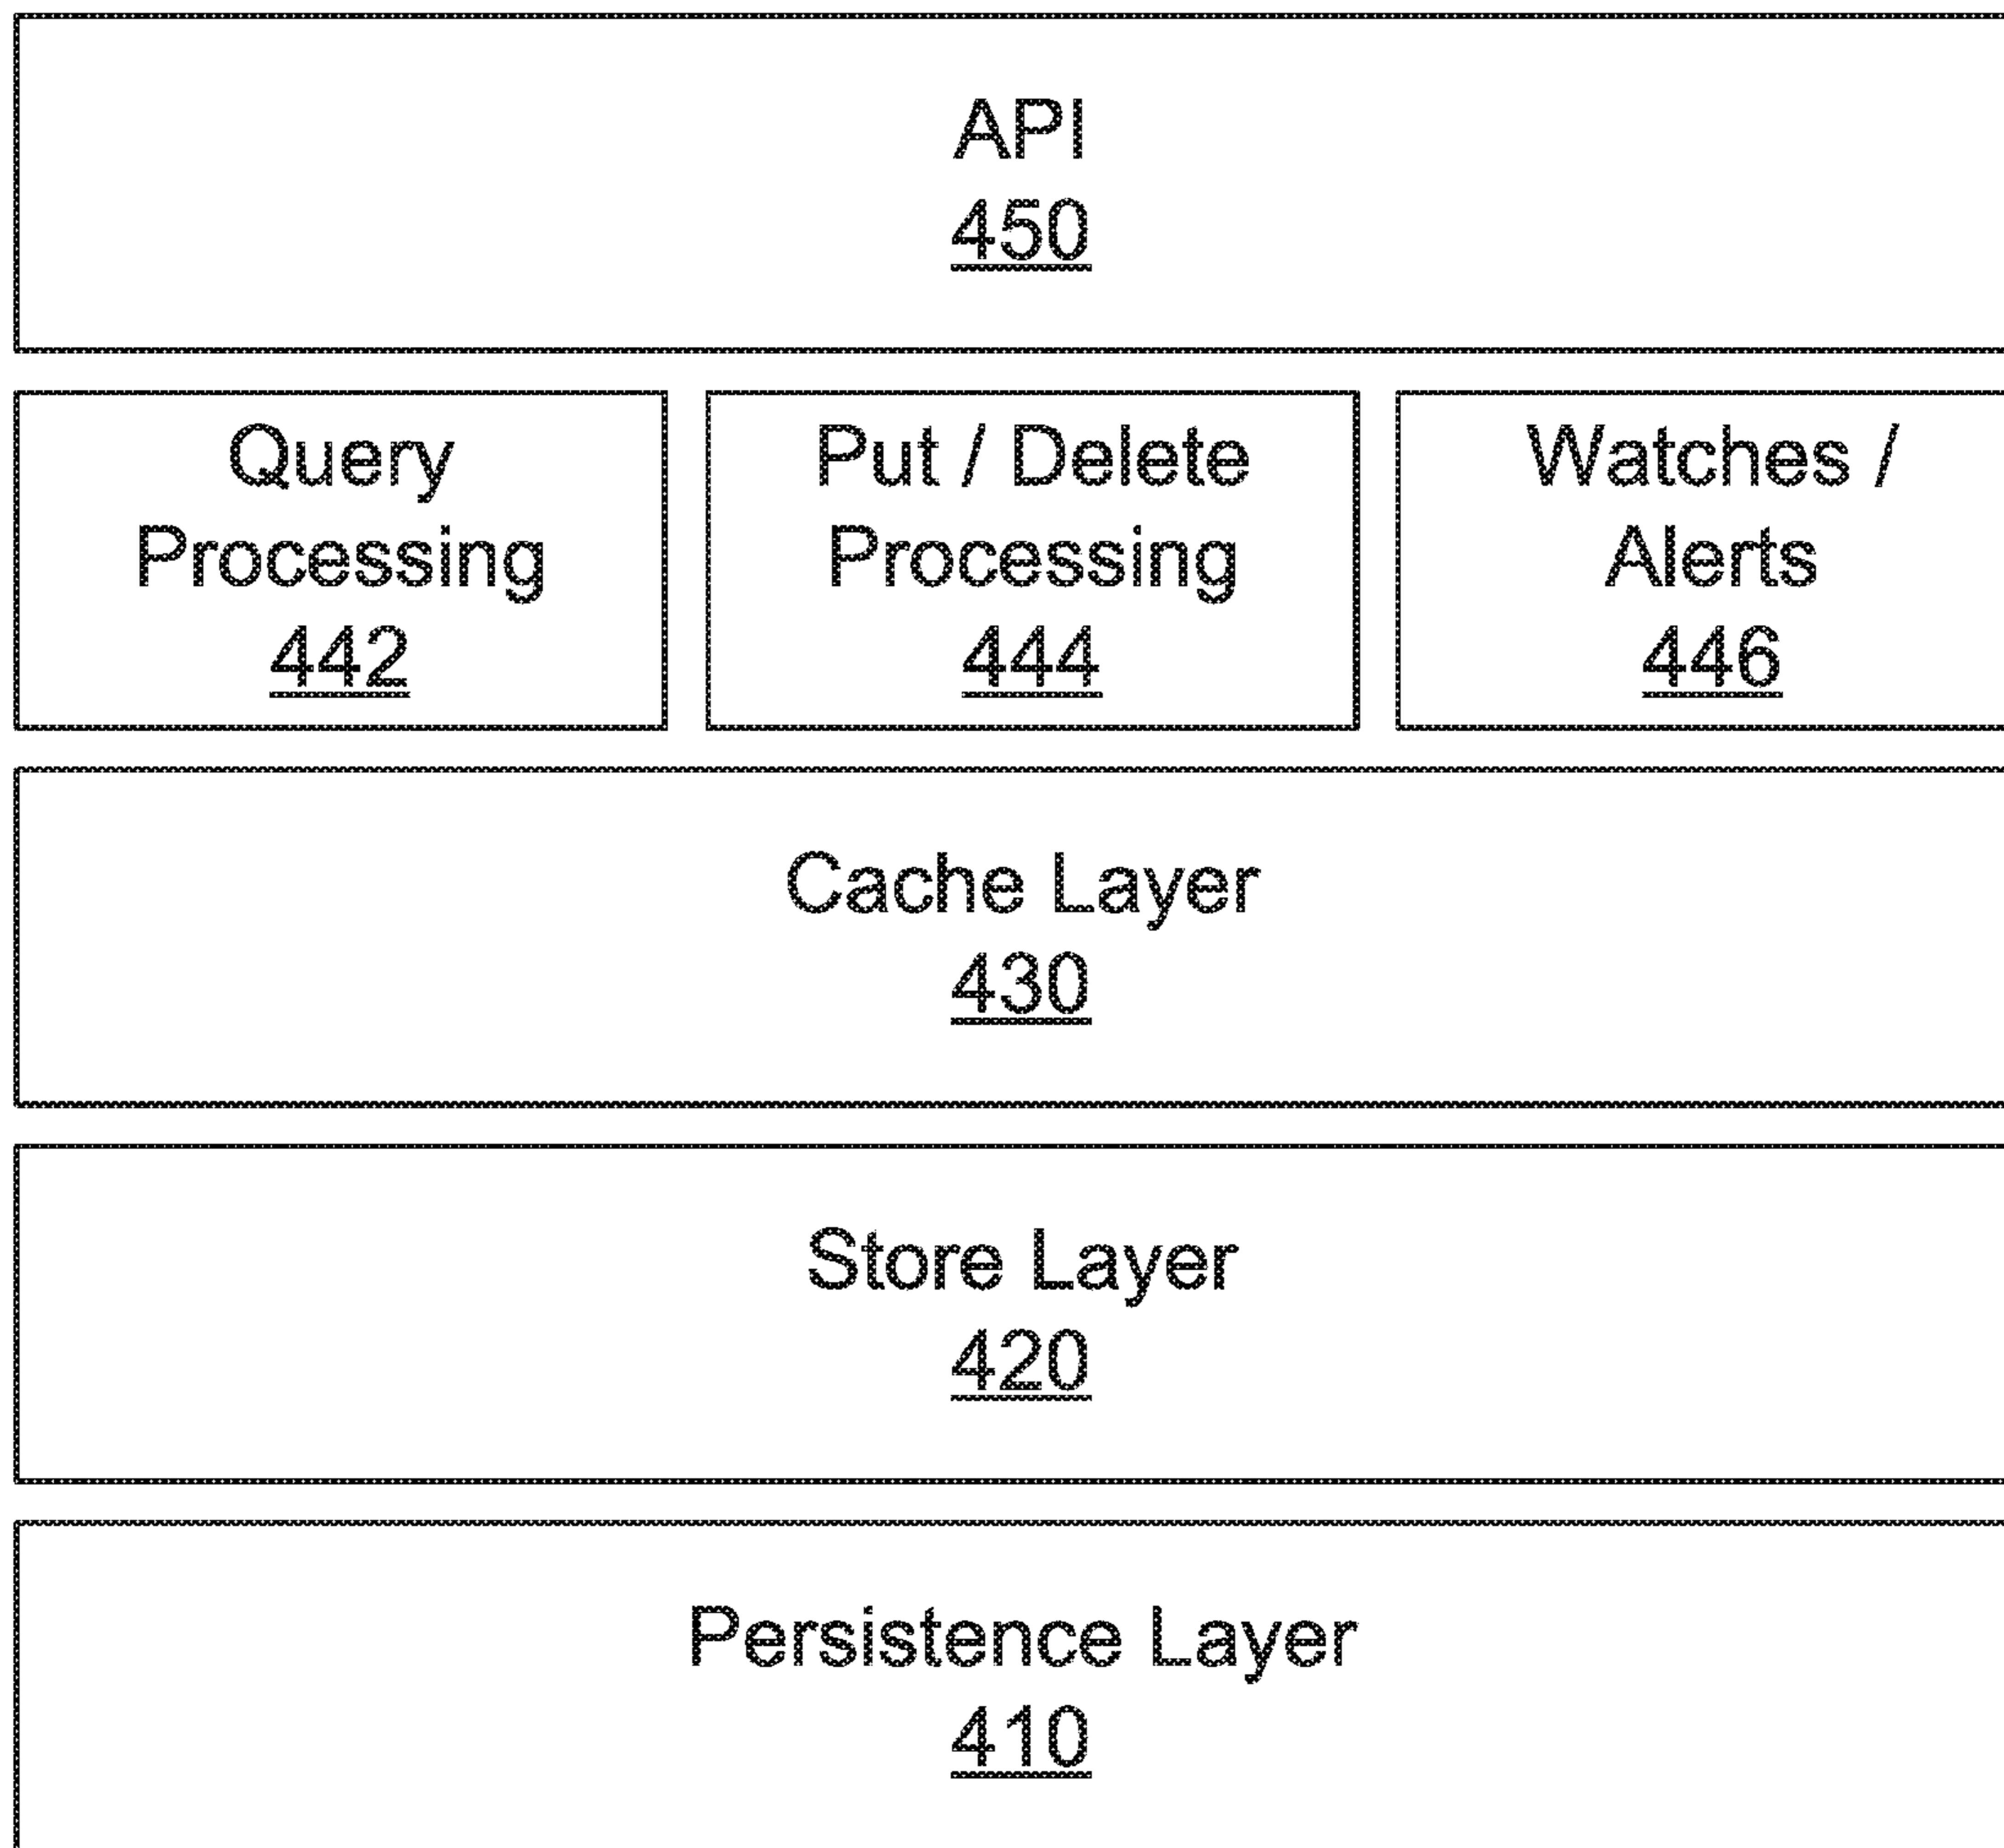 API
450
Query
Processing
442
Put / Delete
Processing
444
Watches /
Alerts
446
Cache Layer
430
Store Layer
420
Persistence Layer
410